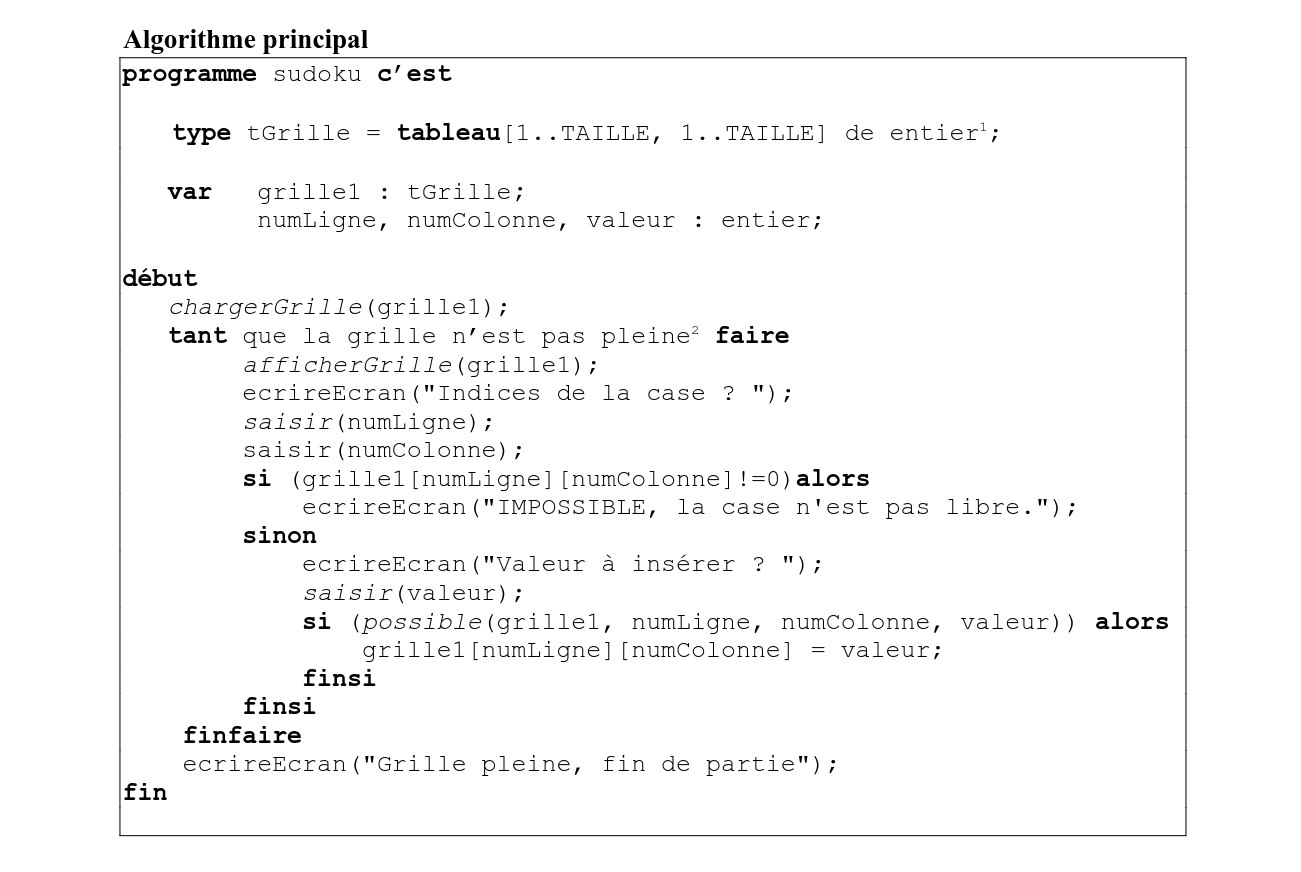 Algorithme principal
programme sudoku c’est
type tGrille = tableau[1..TAILLE, 1..TAILLE] de entier¹;
var grille1 : tGrille;
numLigne, numColonne, valeur : entier;
début
chargerGrille(grille1);
tant que la grille n’est pas pleine² faire
afficherGrille(grille1);
ecrireEcran("Indices de la case ? ");
saisir(numLigne);
saisir(numColonne);
si (grille1[numLigne][numColonne]!=0)alors
ecrireEcran("IMPOSSIBLE, la case n'est pas libre.");
sinon
ecrireEcran("Valeur à insérer ? ");
saisir(valeur);
si (possible(grille1, numLigne, numColonne, valeur)) alors
grille1[numLigne][numColonne] = valeur;
finsi
finsi
finfaire
ecrireEcran("Grille pleine, fin de partie");
fin